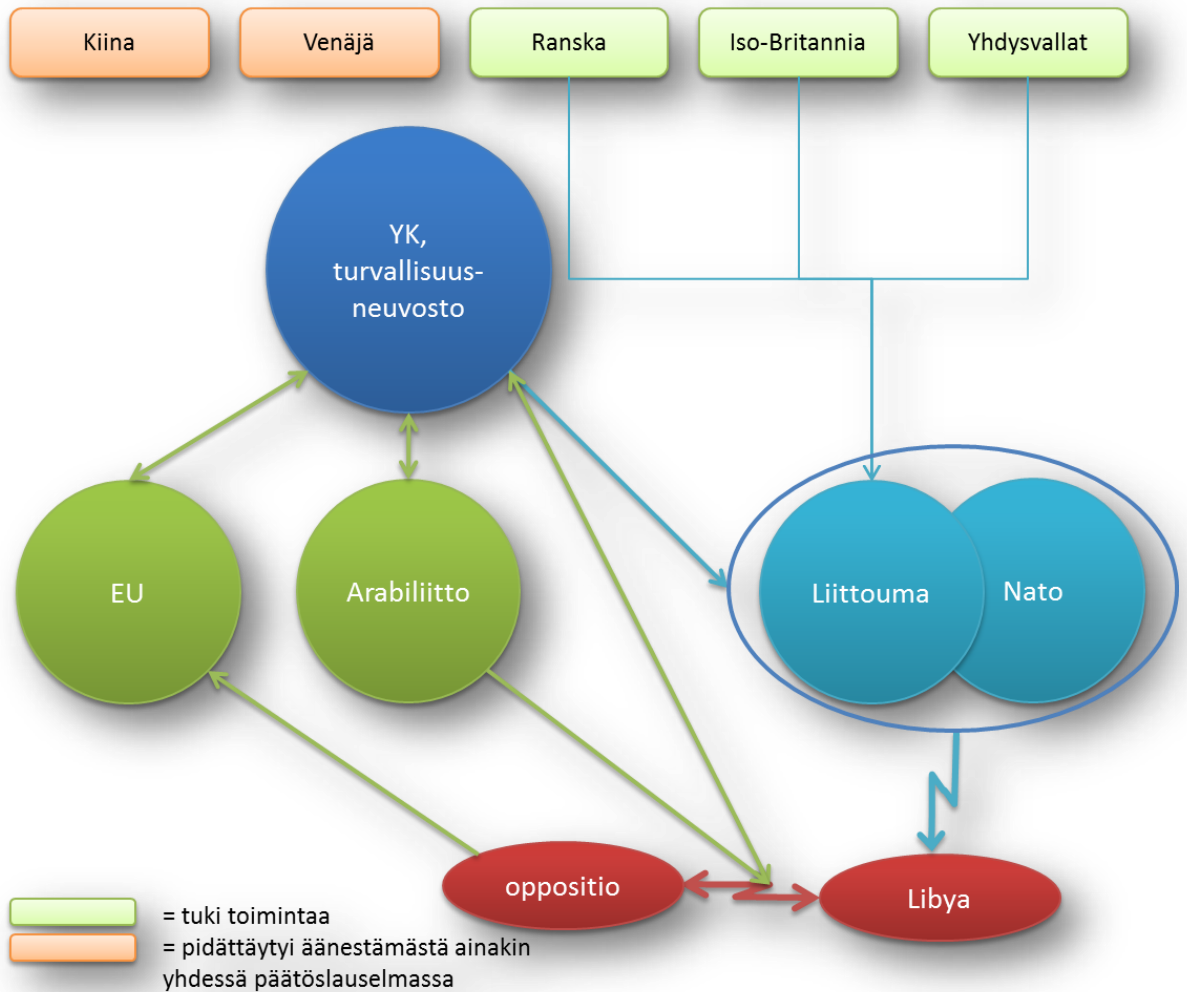 Kiina
Venäjä
Ranska
Iso-Britannia
Yhdysvallat
YK,
turvallisuus-
neuvosto
EU
Arabiliitto
Liittouma
Nato
oppositio
Libya
= tuki toimintaa
= pidättäytyi äänestämästä ainakin
yhdessä päätöslauselmassa